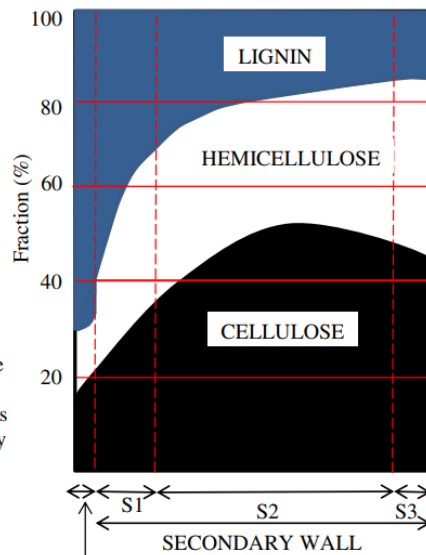 100
LIGNIN
80
HEMICELLULOSE
60
Fraction (%)
40
CELLULOSE
e
20
s
y
S1
S2
S3
SECONDARY WALL